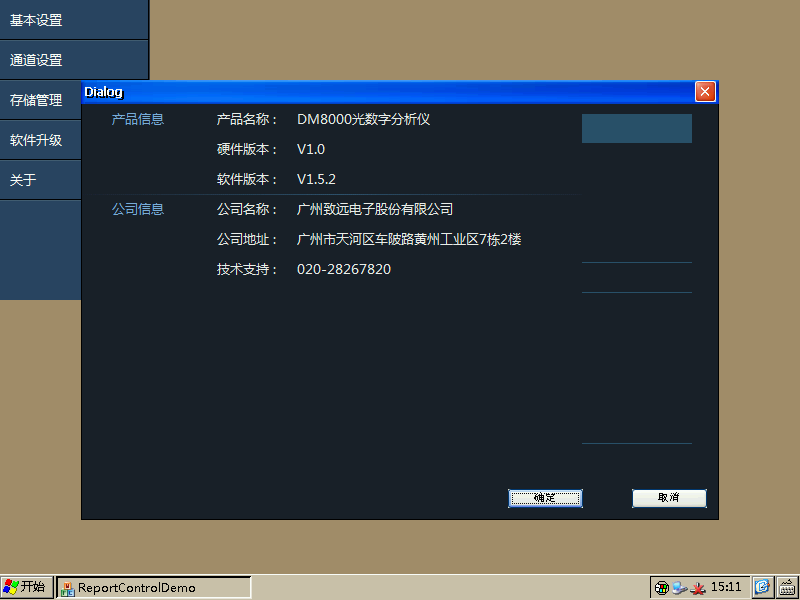 基本设置
通道设置
存储管理
软件升级
关于
Dialog
产品信息 产品名称： DM8000光数字分析仪
硬件版本： V1.0
软件版本： V1.5.2
公司信息 公司名称： 广州致远电子股份有限公司
公司地址： 广州市天河区车陂路黄州工业区7栋2楼
技术支持： 020-28267820
确定 取消
开始 ReportControlDemo 15:11